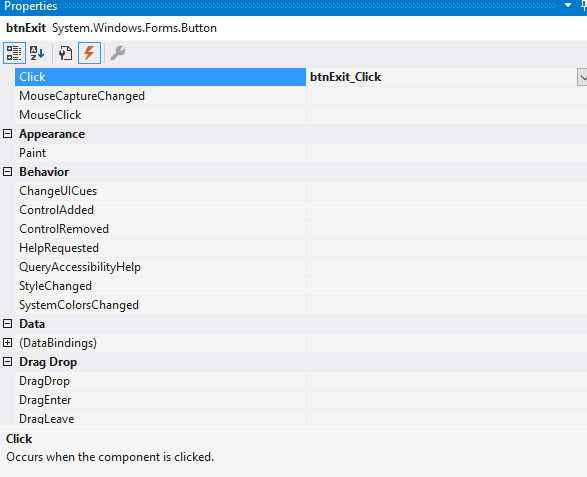 Properties
btnExit System.Windows.Forms.Button
Click btnExit_Click
MouseCaptureChanged
MouseClick
Appearance
Paint
Behavior
ChangeUICues
ControlAdded
ControlRemoved
HelpRequested
QueryAccessibilityHelp
StyleChanged
SystemColorsChanged
Data
(DataBindings)
Drag Drop
DragDrop
DragEnter
DragLeave
Click
Occurs when the component is clicked.